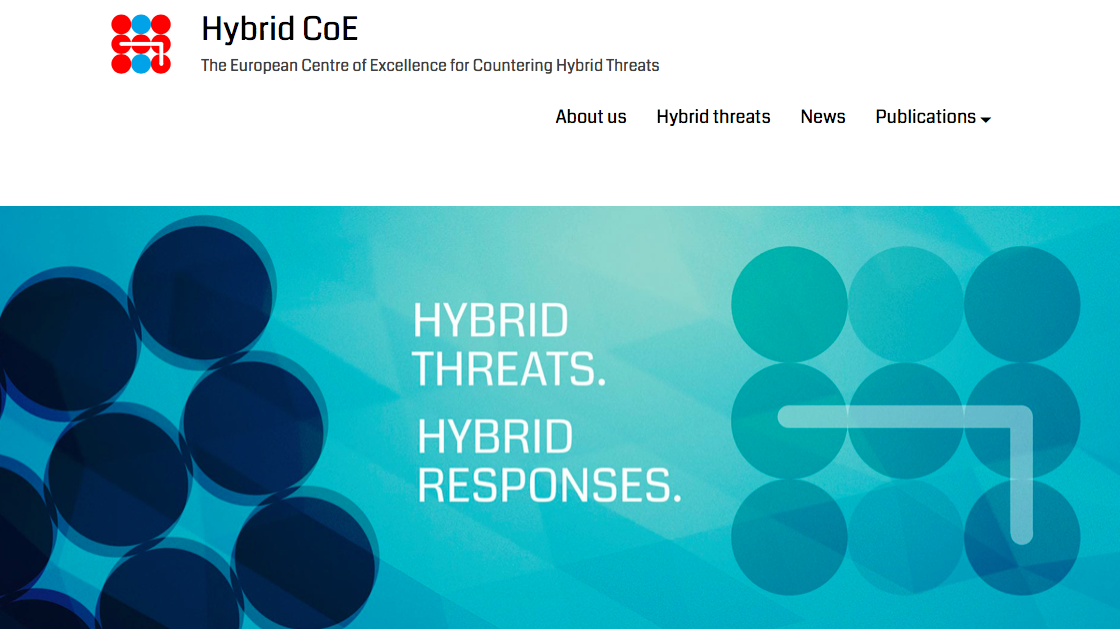 Hybrid CoE
The European Centre of Excellence for Countering Hybrid Threats
About us Hybrid threats News Publications
HYBRID
THREATS.
HYBRID
RESPONSES.